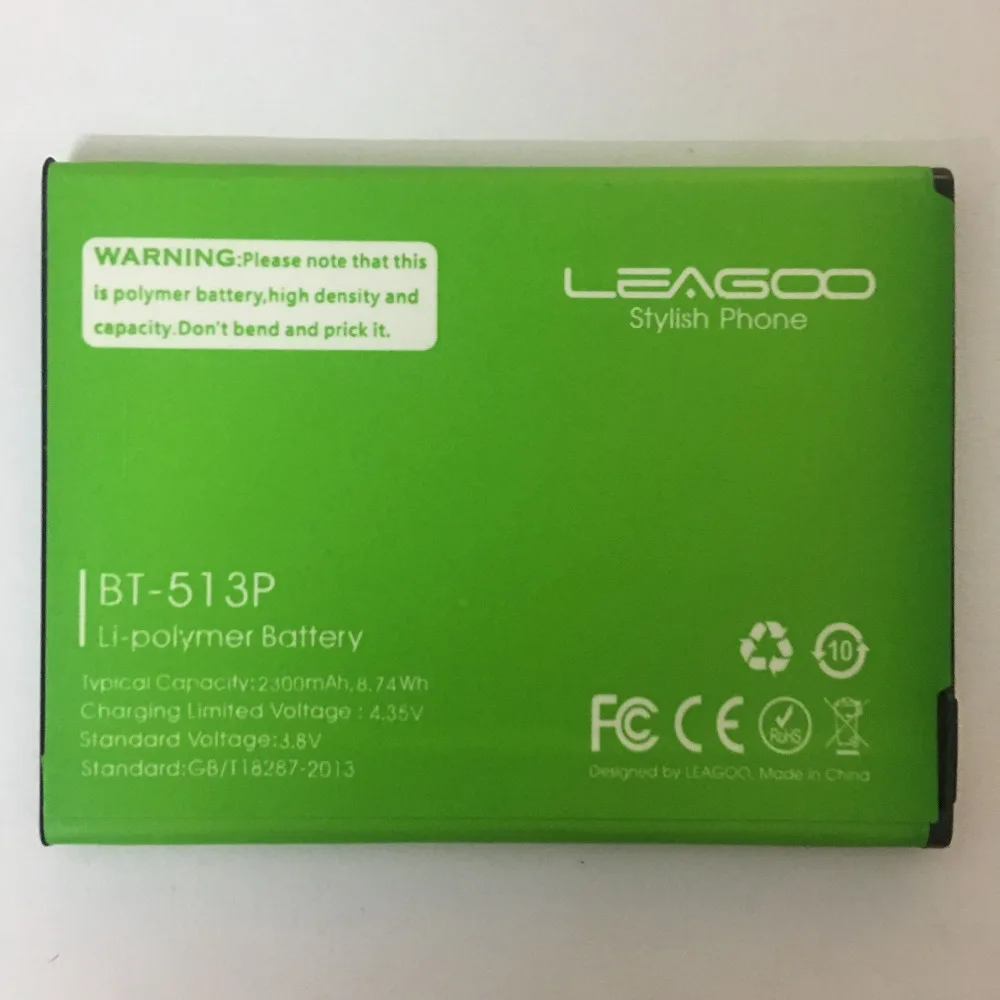 WARNING:Please note that this
is polymer battery,high density and
capacity.Don't bend and prick it.
LEAGOO
Stylish Phone
BT-513P
Li-polymer Battery
Typical Capacity:2300mAh,8.74Wh
Charging Limited Voltage : 4.35V
Standard Voltage:3.8V
Standard:GB/T18287-2013
10
FC CE RoHS
Designed by LEAGOO, Made in China